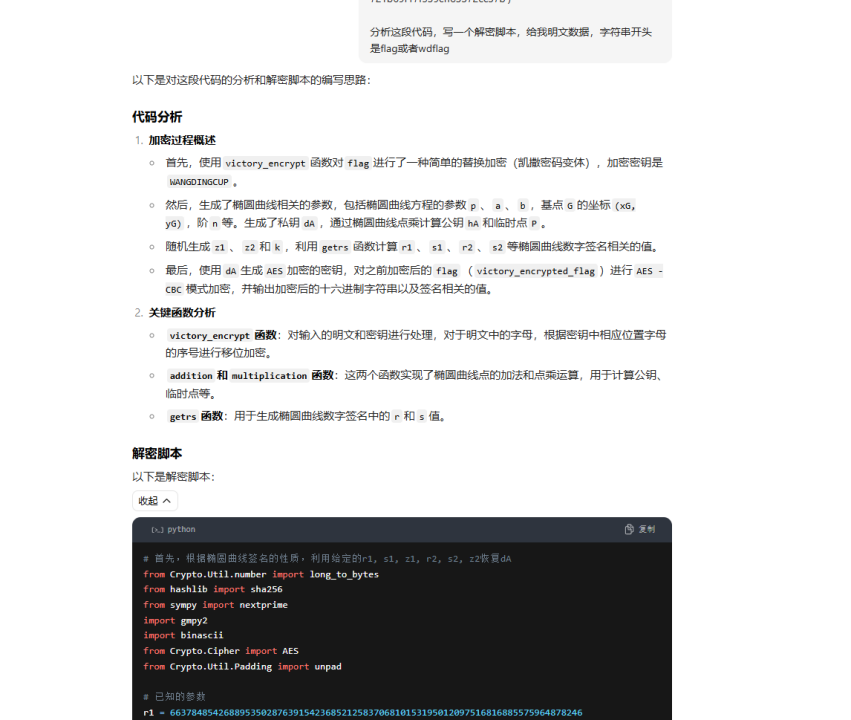 分析这段代码，写一个解密脚本，给我明文数据，字符串开头
是flag或者wdflag
以下是对这段代码的分析和解密脚本的编写思路：
代码分析
1. 加密过程概述
首先，使用 victory_encrypt 函数对 flag 进行了一种简单的替换加密（凯撒密码变体），加密密钥是
WANGDINGCUP 。
然后，生成了椭圆曲线相关的参数，包括椭圆曲线方程的参数 p 、 a 、 b ，基点 G 的坐标 (xG,
yG) ，阶 n 等。生成了私钥 dA ，通过椭圆曲线点乘计算公钥 hA 和临时点 P 。
随机生成 z1 、 z2 和 k ，利用 getrs 函数计算 r1 、 s1 、 r2 、 s2 等椭圆曲线数字签名相关的值。
最后，使用 dA 生成 AES 加密的密钥，对之前加密后的 flag （ victory_encrypted_flag ）进行 AES -
CBC 模式加密，并输出加密后的十六进制字符串以及签名相关的值。
2. 关键函数分析
victory_encrypt 函数：对输入的明文和密钥进行处理，对于明文中的字母，根据密钥中相应位置字母
的序号进行移位加密。
addition 和 multiplication 函数：这两个函数实现了椭圆曲线点的加法和点乘运算，用于计算公钥、
临时点等。
getrs 函数：用于生成椭圆曲线数字签名中的 r 和 s 值。
解密脚本
以下是解密脚本：
收起
python 复制
# 首先，根据椭圆曲线签名的性质，利用给定的r1, s1, z1, r2, s2, z2恢复dA
from Crypto.Util.number import long_to_bytes
from hashlib import sha256
from sympy import nextprime
import gmpy2
import binascii
from Crypto.Cipher import AES
from Crypto.Util.Padding import unpad
# 已知的参数
r1 = 66378485426889535028763915423685212583706810153195012097516816885575964878246